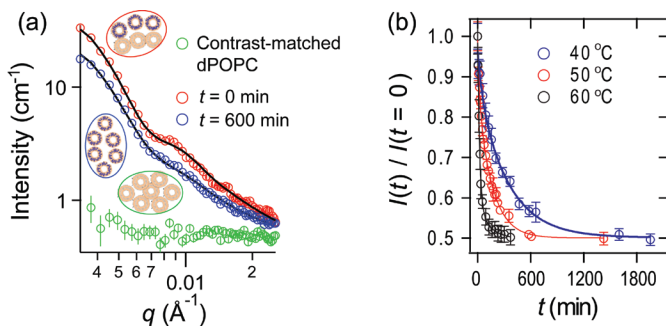 (a)
Contrast-matched
dPOPC
t = 0 min
t = 600 min
Intensity (cm⁻¹)
10
1
4 5 6 7 0.01 2
q (Å⁻¹)
(b)
40 °C
50 °C
60 °C
I(t) / I(t = 0)
1.0
0.9
0.8
0.7
0.6
0.5
0 600 1200 1800
t (min)